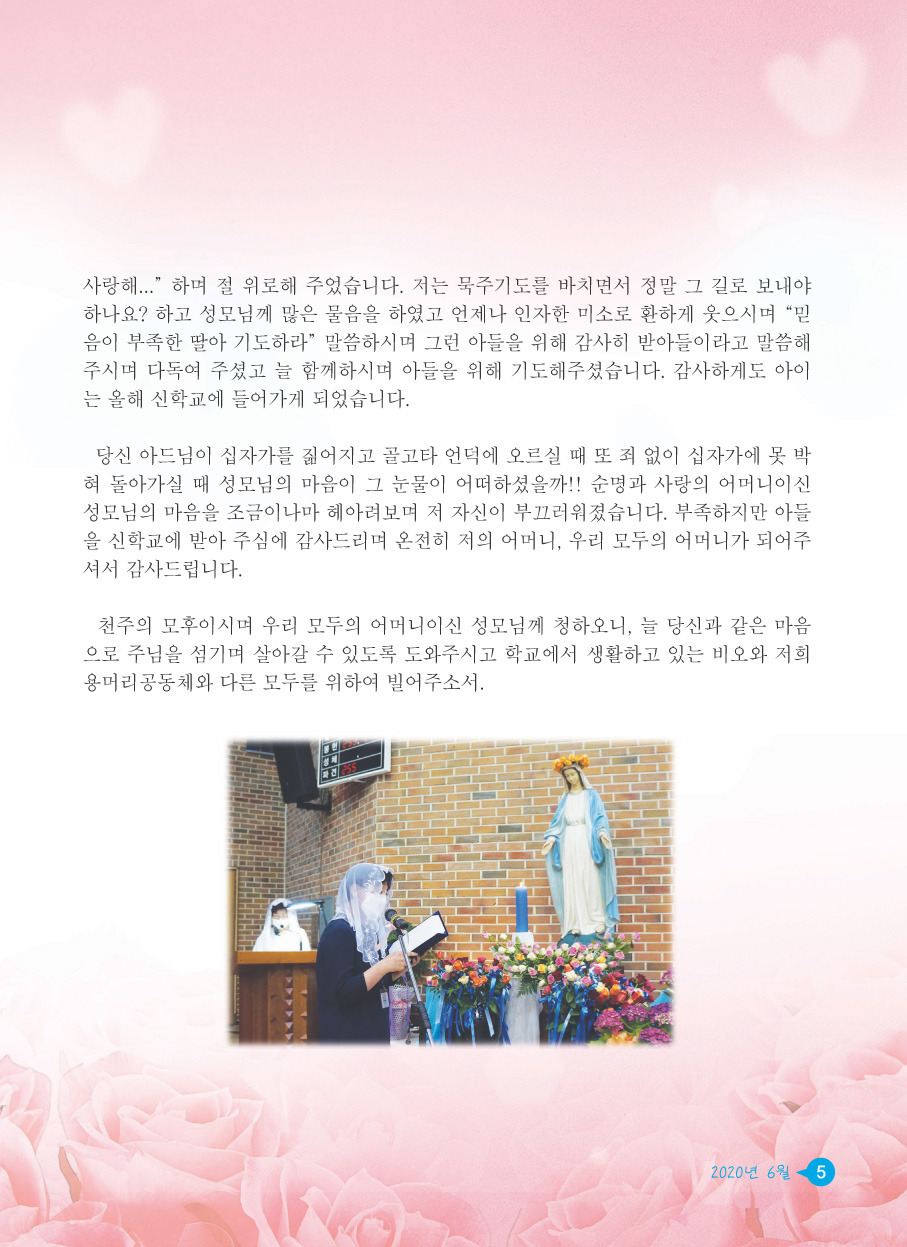 사랑해...” 하며 절 위로해 주었습니다. 저는 묵주기도를 바치면서 정말 그 길로 보내야
하나요? 하고 성모님께 많은 물음을 하였고 언제나 인자한 미소로 환하게 웃으시며 “믿
음이 부족한 딸아 기도하라” 말씀하시며 그런 아들을 위해 감사히 받아들이라고 말씀해
주시며 다독여 주셨고 늘 함께하시며 아들을 위해 기도해주셨습니다. 감사하게도 아이
는 올해 신학교에 들어가게 되었습니다.
당신 아드님이 십자가를 짊어지고 골고타 언덕에 오르실 때 또 죄 없이 십자가에 못 박
혀 돌아가실 때 성모님의 마음이 그 눈물이 어떠하셨을까!! 순명과 사랑의 어머니이신
성모님의 마음을 조금이나마 헤아려보며 저 자신이 부끄러워졌습니다. 부족하지만 아들
을 신학교에 받아 주심에 감사드리며 온전히 저의 어머니, 우리 모두의 어머니가 되어주
셔서 감사드립니다.
천주의 모후이시며 우리 모두의 어머니이신 성모님께 청하오니, 늘 당신과 같은 마음
으로 주님을 섬기며 살아갈 수 있도록 도와주시고 학교에서 생활하고 있는 비오와 저희
용머리공동체와 다른 모두를 위하여 빌어주소서.
봉헌
성체
파견 255
2020년 6월 5